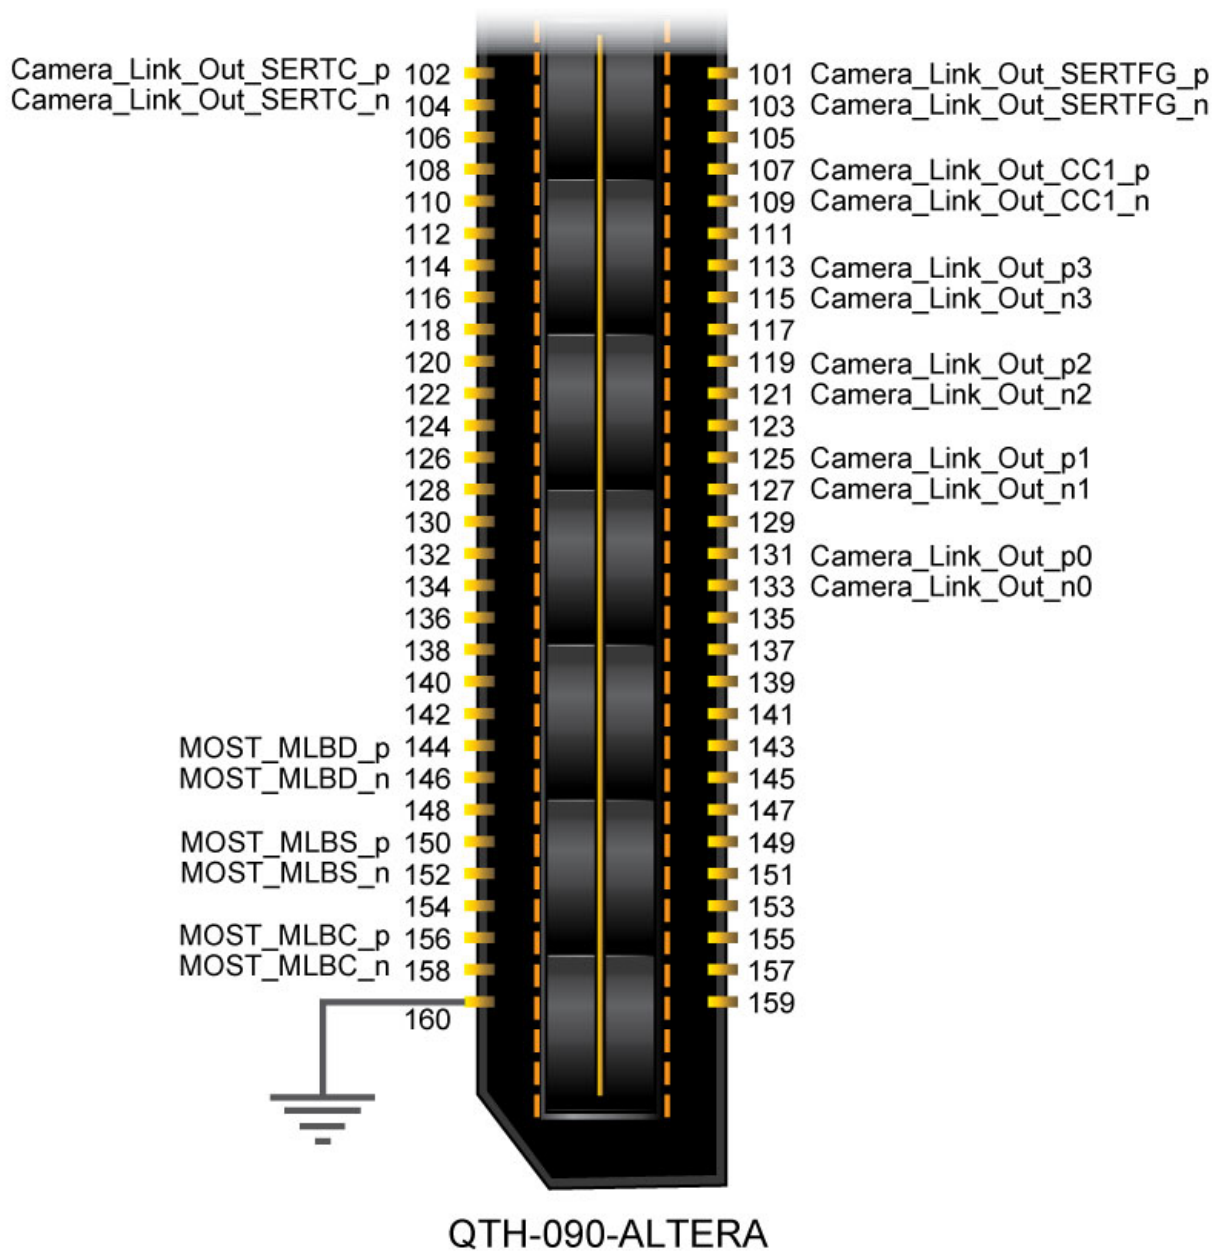 Camera_Link_Out_SERTC_p 102 101 Camera_Link_Out_SERTFG_p
Camera_Link_Out_SERTC_n 104 103 Camera_Link_Out_SERTFG_n
106 105
108 107 Camera_Link_Out_CC1_p
110 109 Camera_Link_Out_CC1_n
112 111
114 113 Camera_Link_Out_p3
116 115 Camera_Link_Out_n3
118 117
120 119 Camera_Link_Out_p2
122 121 Camera_Link_Out_n2
124 123
126 125 Camera_Link_Out_p1
128 127 Camera_Link_Out_n1
130 129
132 131 Camera_Link_Out_p0
134 133 Camera_Link_Out_n0
136 135
138 137
140 139
142 141
MOST_MLBD_p 144 143
MOST_MLBD_n 146 145
148 147
MOST_MLBS_p 150 149
MOST_MLBS_n 152 151
154 153
MOST_MLBC_p 156 155
MOST_MLBC_n 158 157
160 159
QTH-090-ALTERA